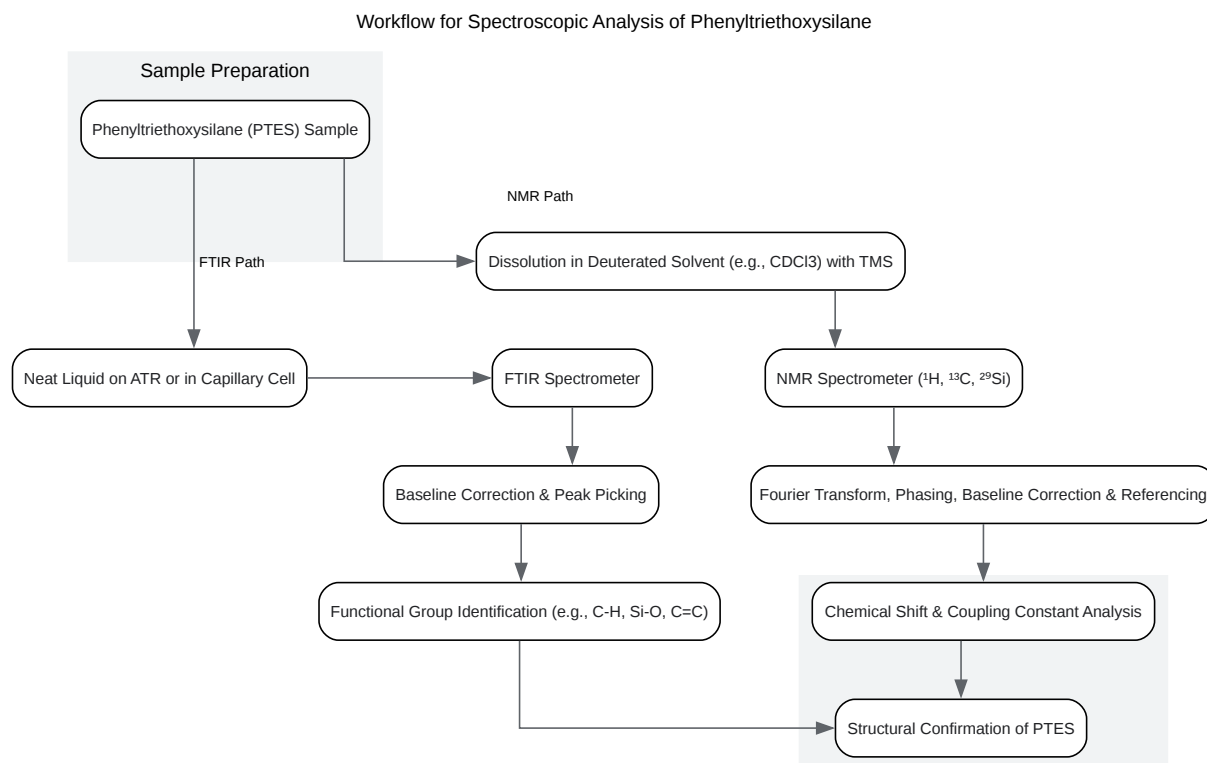 Workflow for Spectroscopic Analysis of Phenyltriethoxysilane
Sample Preparation
Phenyltriethoxysilane (PTES) Sample
NMR Path
FTIR Path
Dissolution in Deuterated Solvent (e.g., CDCl3) with TMS
Neat Liquid on ATR or in Capillary Cell
FTIR Spectrometer
NMR Spectrometer (¹H, ¹³C, ²⁹Si)
Baseline Correction & Peak Picking
Fourier Transform, Phasing, Baseline Correction & Referencing
Functional Group Identification (e.g., C-H, Si-O, C=C)
Chemical Shift & Coupling Constant Analysis
Structural Confirmation of PTES